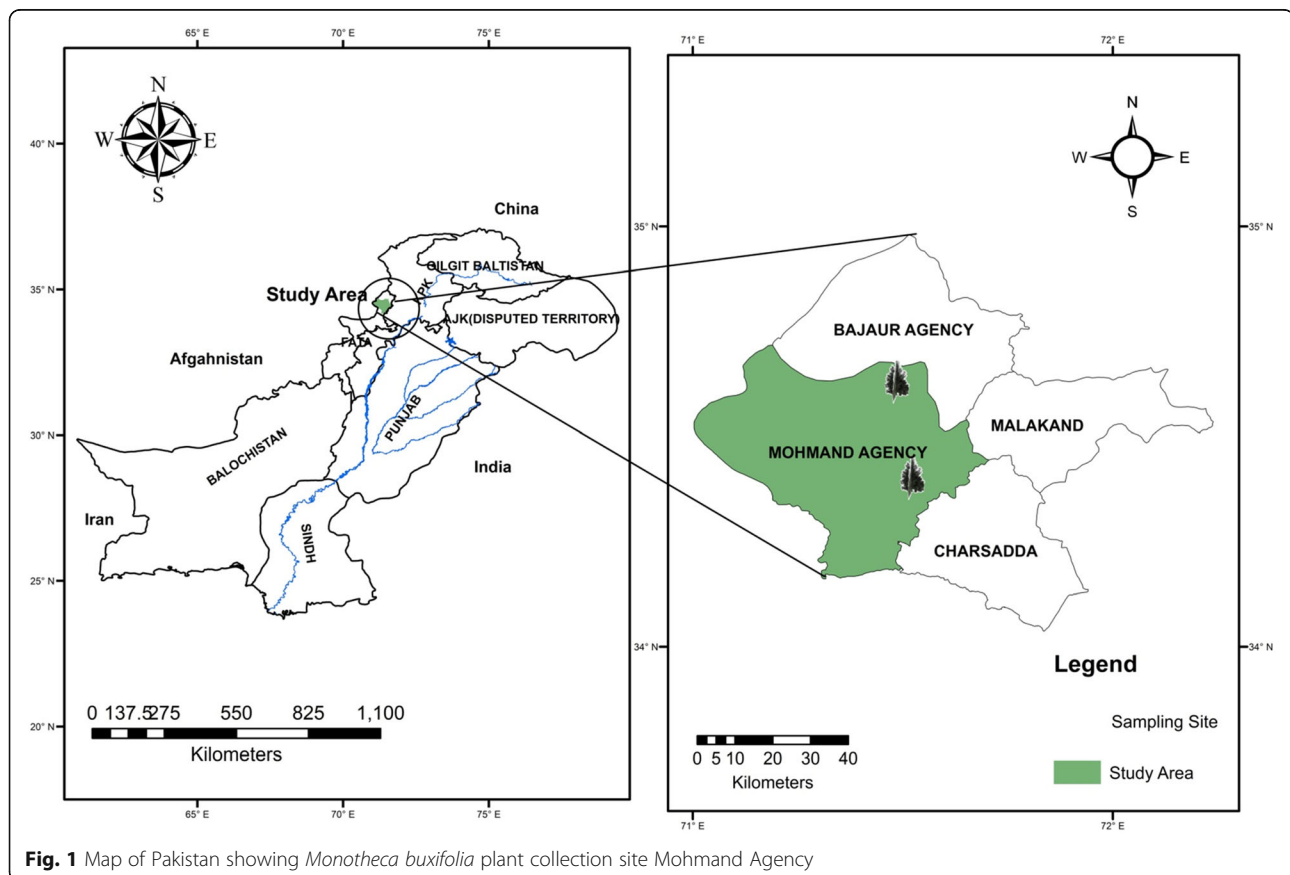 65° E 70° E 75° E
71° E 72° E
N
W E
S
N
W E
S
40° N
35° N
30° N
25° N
20° N
China
GILGIT BALTISTAN
Study Area
PK
AJK(DISPUTED TERRITORY)
FATA
Afgahnistan
PUNJAB
BALOCHISTAN
India
Iran
SINDH
0 137.5 275 550 825 1,100
Kilometers
65° E 70° E 75° E
35° N 35° N
BAJAUR AGENCY
MALAKAND
MOHMAND AGENCY
CHARSADDA
34° N 34° N
Legend
Sampling Site
Study Area
0 5 10 20 30 40
Kilometers
71° E 72° E
Fig. 1 Map of Pakistan showing Monotheca buxifolia plant collection site Mohmand Agency